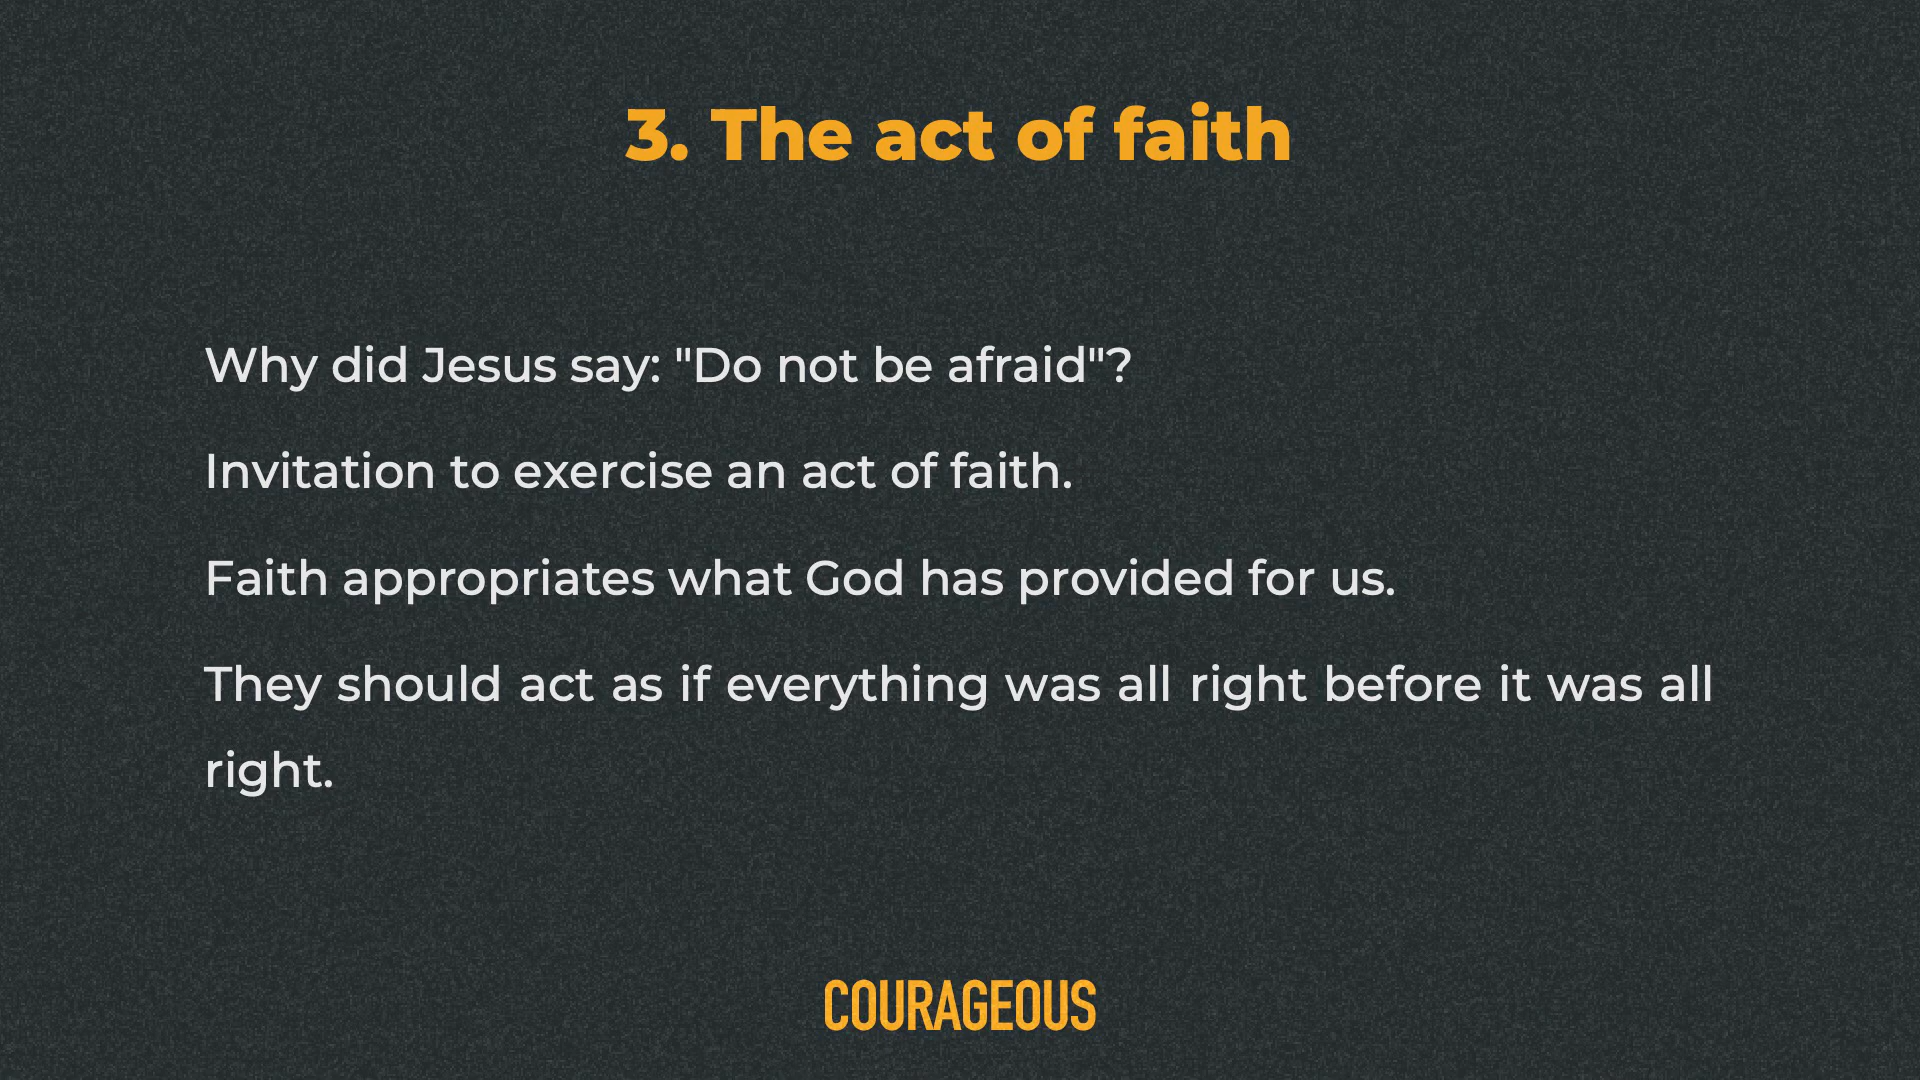 3. The act of faith
Why did Jesus say: "Do not be afraid"?
Invitation to exercise an act of faith.
Faith appropriates what God has provided for us.
They should act as if everything was all right before it was all
right.
COURAGEOUS